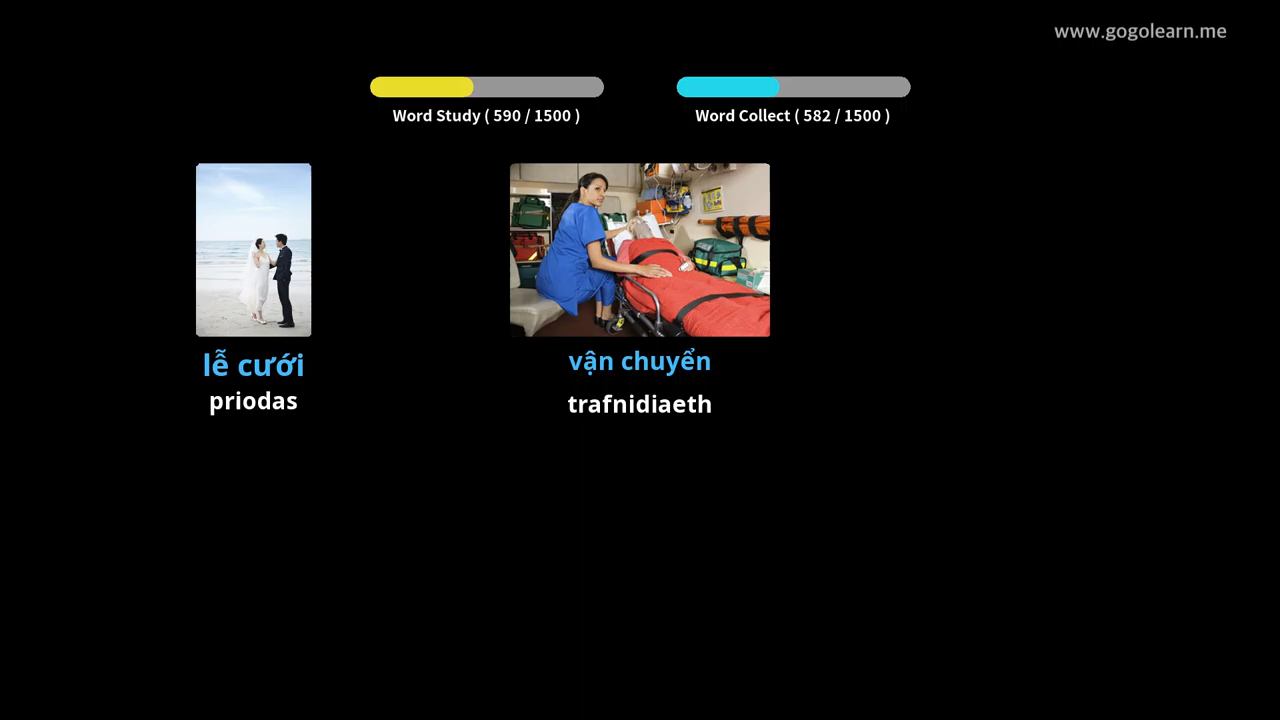 www.gogolearn.me
Word Study ( 590 / 1500 )
Word Collect ( 582 / 1500 )
lễ cưới
priodas
vận chuyển
trafnidiaeth